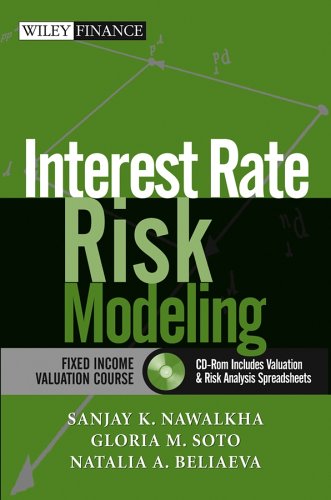 WILEY FINANCE
Interest Rate
Risk
Modeling
FIXED INCOME
VALUATION COURSE
CD-Rom Includes Valuation
& Risk Analysis Spreadsheets
SANJAY K. NAWALKHA
GLORIA M. SOTO
NATALIA A. BELIAEVA